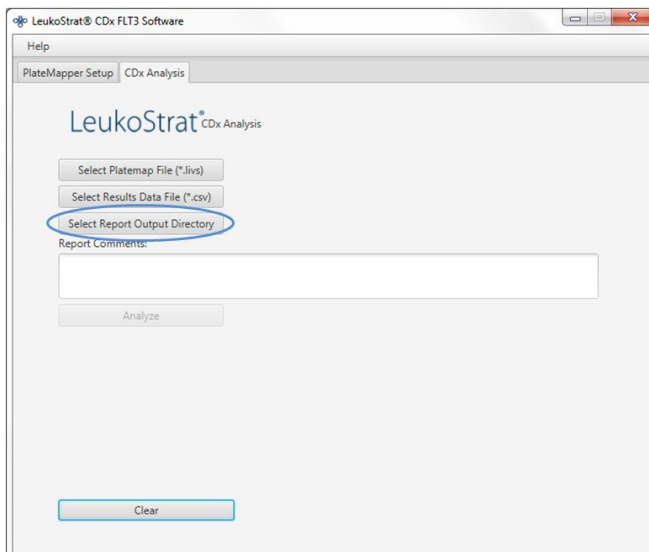 LeukoStrat® CDx FLT3 Software
Help
PlateMapper Setup CDx Analysis
LeukoStrat® CDx Analysis
Select Platemap File (*.livs)
Select Results Data File (*.csv)
Select Report Output Directory
Report Comments:
Analyze
Clear